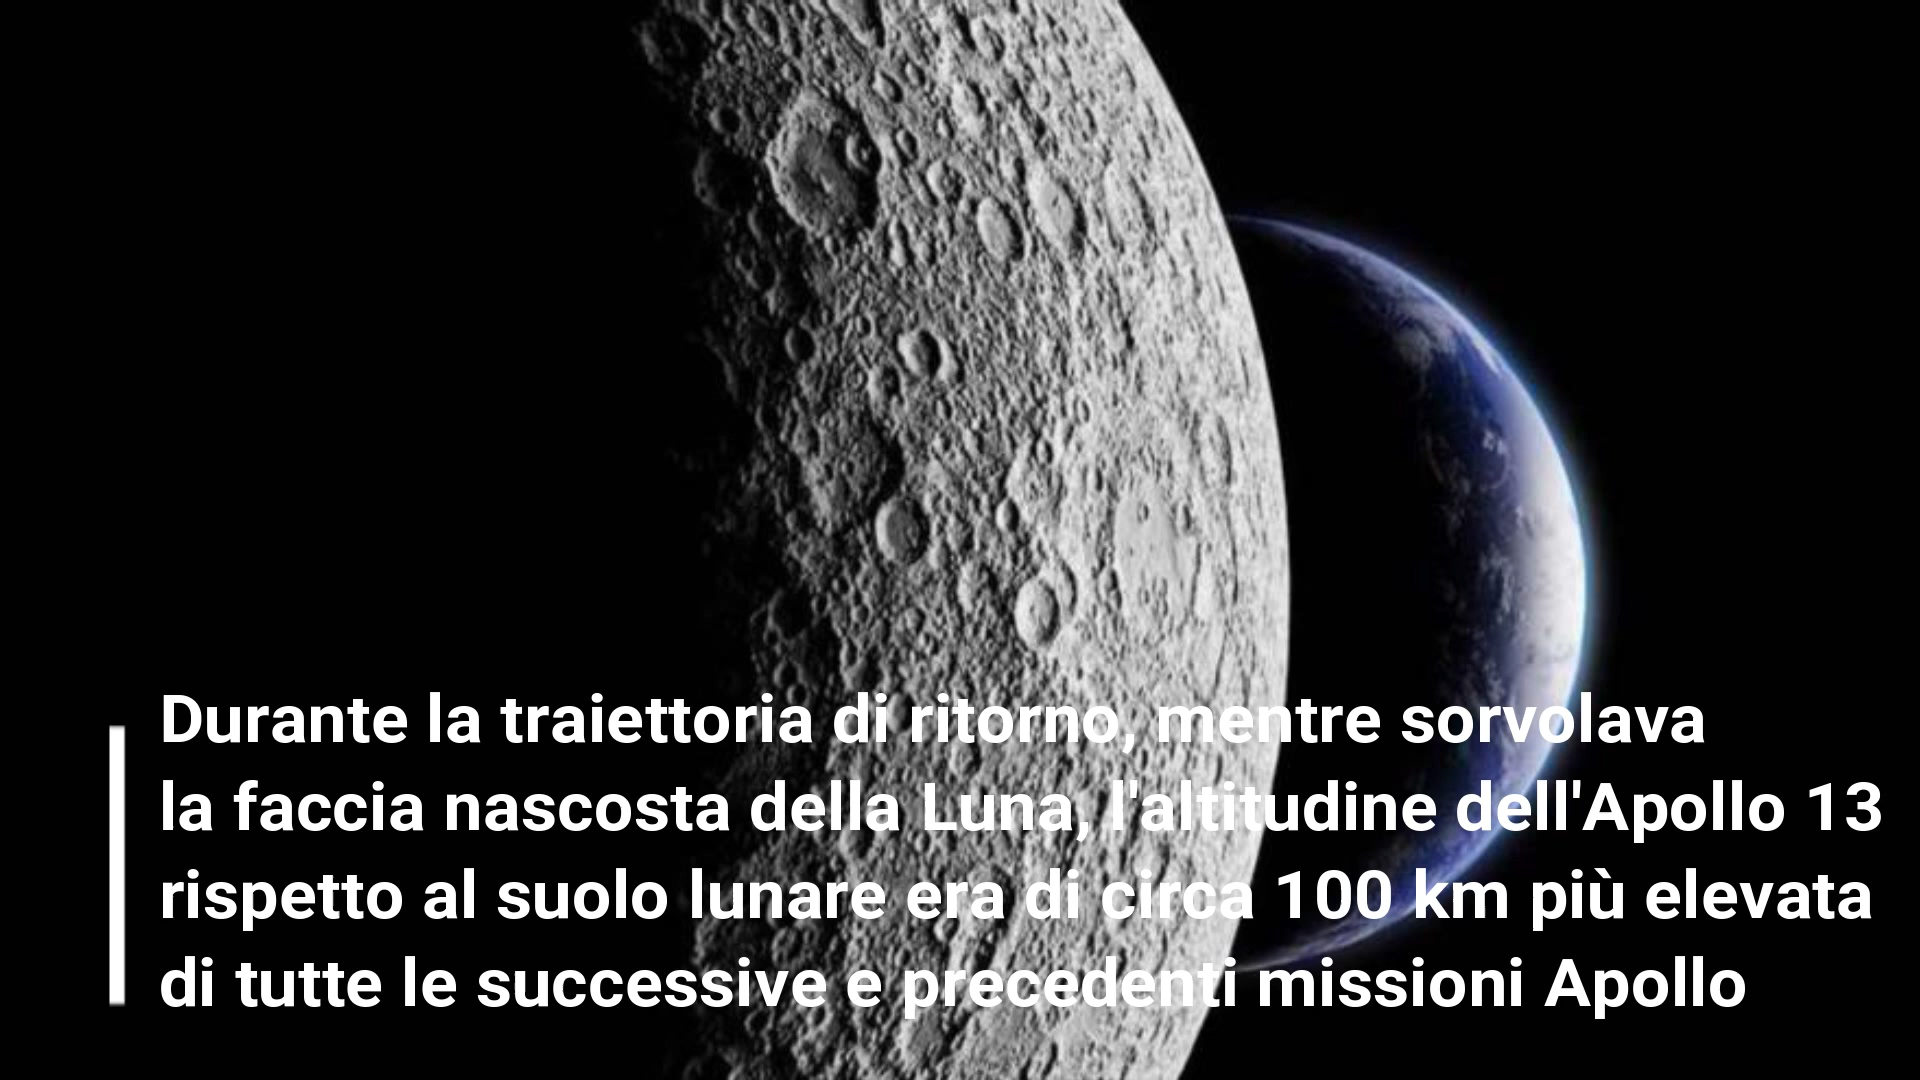 Durante la traiettoria di ritorno, mentre sorvolava
la faccia nascosta della Luna, l'altitudine dell'Apollo 13
rispetto al suolo lunare era di circa 100 km più elevata
di tutte le successive e precedenti missioni Apollo